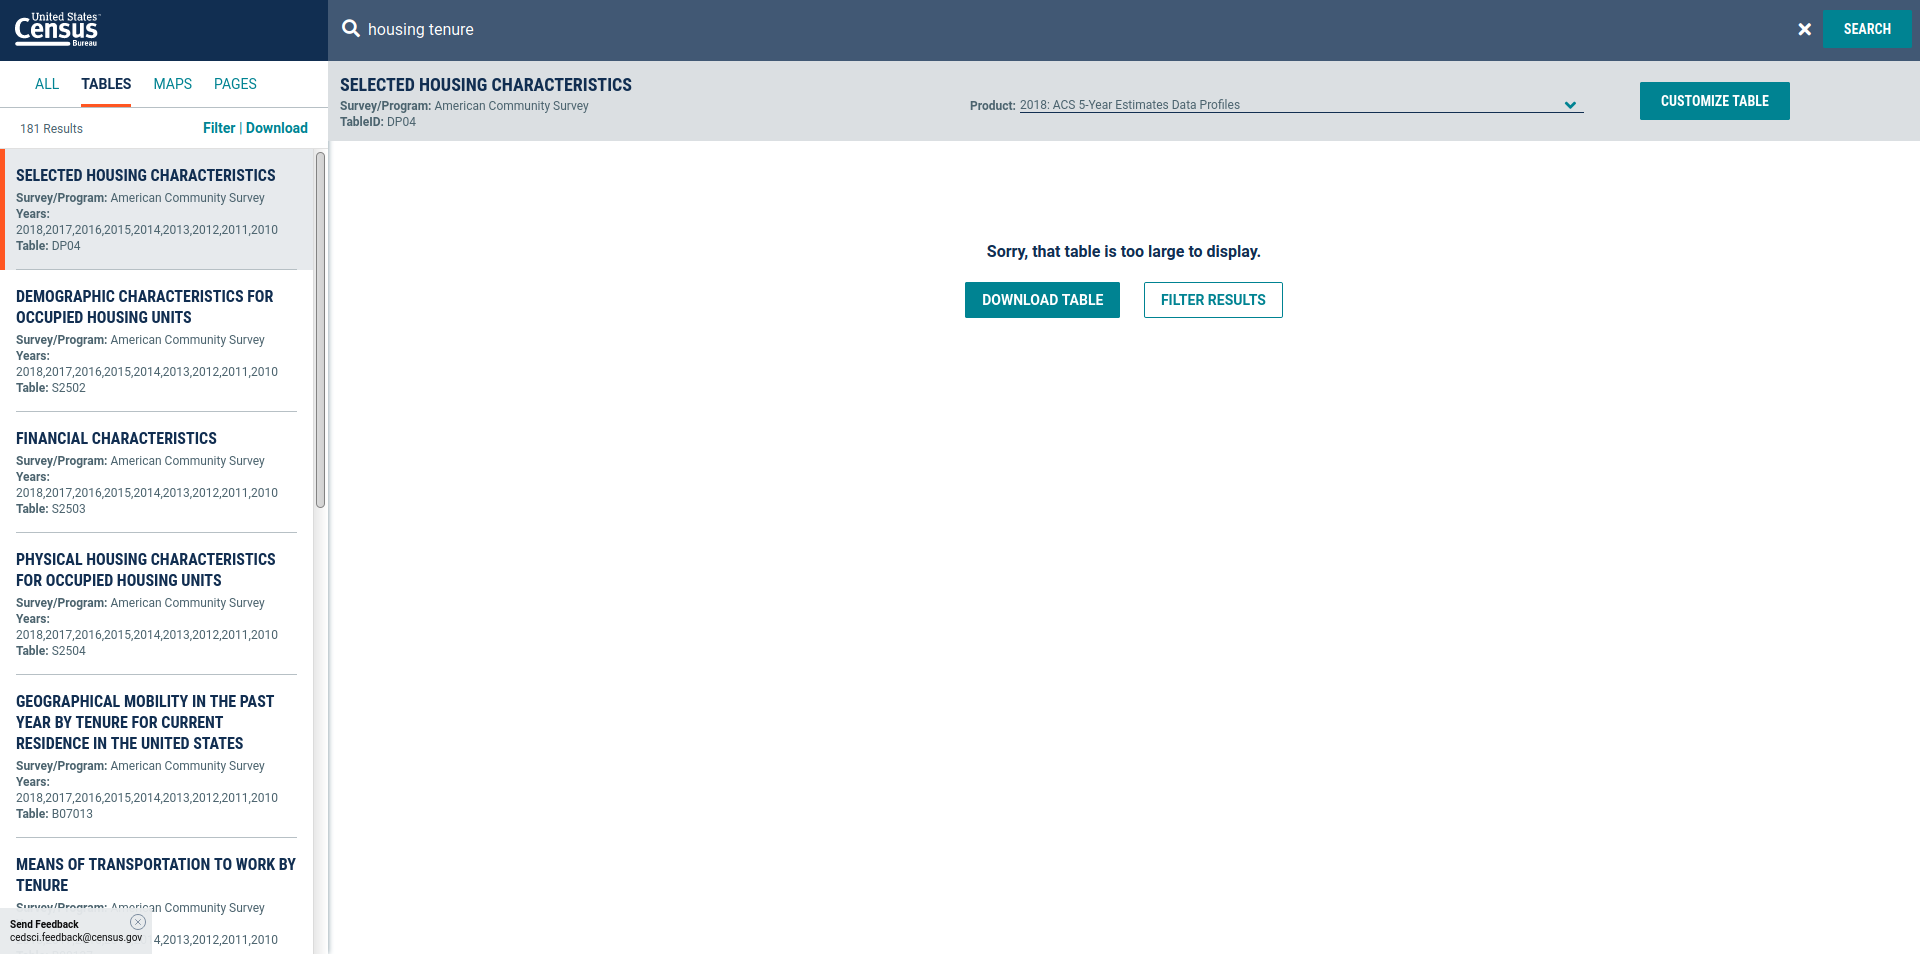 United States™
Census
Bureau
housing tenure
SEARCH
ALL TABLES MAPS PAGES
181 Results Filter | Download
SELECTED HOUSING CHARACTERISTICS
Survey/Program: American Community Survey
Years:
2018,2017,2016,2015,2014,2013,2012,2011,2010
Table: DP04
DEMOGRAPHIC CHARACTERISTICS FOR
OCCUPIED HOUSING UNITS
Survey/Program: American Community Survey
Years:
2018,2017,2016,2015,2014,2013,2012,2011,2010
Table: S2502
FINANCIAL CHARACTERISTICS
Survey/Program: American Community Survey
Years:
2018,2017,2016,2015,2014,2013,2012,2011,2010
Table: S2503
PHYSICAL HOUSING CHARACTERISTICS
FOR OCCUPIED HOUSING UNITS
Survey/Program: American Community Survey
Years:
2018,2017,2016,2015,2014,2013,2012,2011,2010
Table: S2504
GEOGRAPHICAL MOBILITY IN THE PAST
YEAR BY TENURE FOR CURRENT
RESIDENCE IN THE UNITED STATES
Survey/Program: American Community Survey
Years:
2018,2017,2016,2015,2014,2013,2012,2011,2010
Table: B07013
MEANS OF TRANSPORTATION TO WORK BY
TENURE
Survey/Program: American Community Survey
4,2013,2012,2011,2010
Send Feedback
cedsci.feedback@census.gov
SELECTED HOUSING CHARACTERISTICS
Survey/Program: American Community Survey
TableID: DP04
Product: 2018: ACS 5-Year Estimates Data Profiles
CUSTOMIZE TABLE
Sorry, that table is too large to display.
DOWNLOAD TABLE FILTER RESULTS